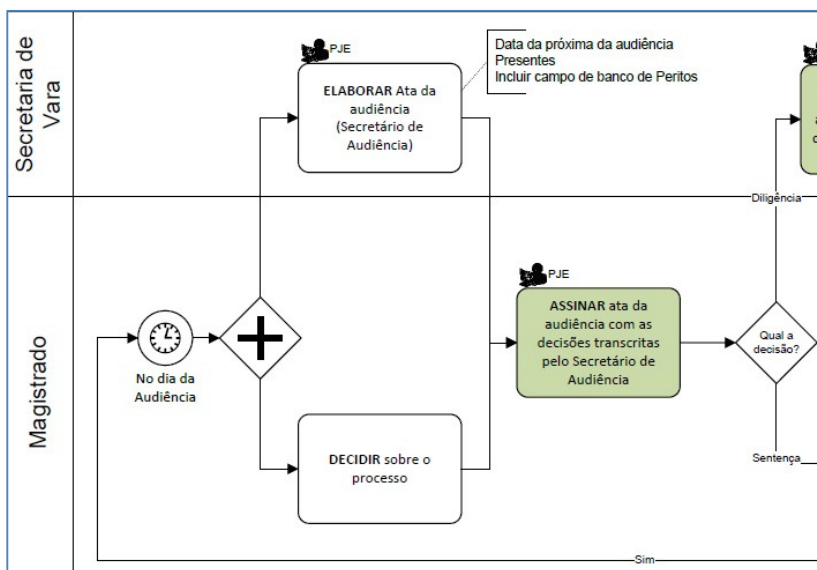 Secretaria de
Vara
PJE
ELABORAR Ata da
audiência
(Secretário de
Audiência)
Data da próxima da audiência
Presentes
Incluir campo de banco de Peritos
Diligência
Magistrado
No dia da
Audiência
DECIDIR sobre o
processo
PJE
ASSINAR ata da
audiência com as
decisões transcritas
pelo Secretário de
Audiência
Qual a
decisão?
Sentença
Sim